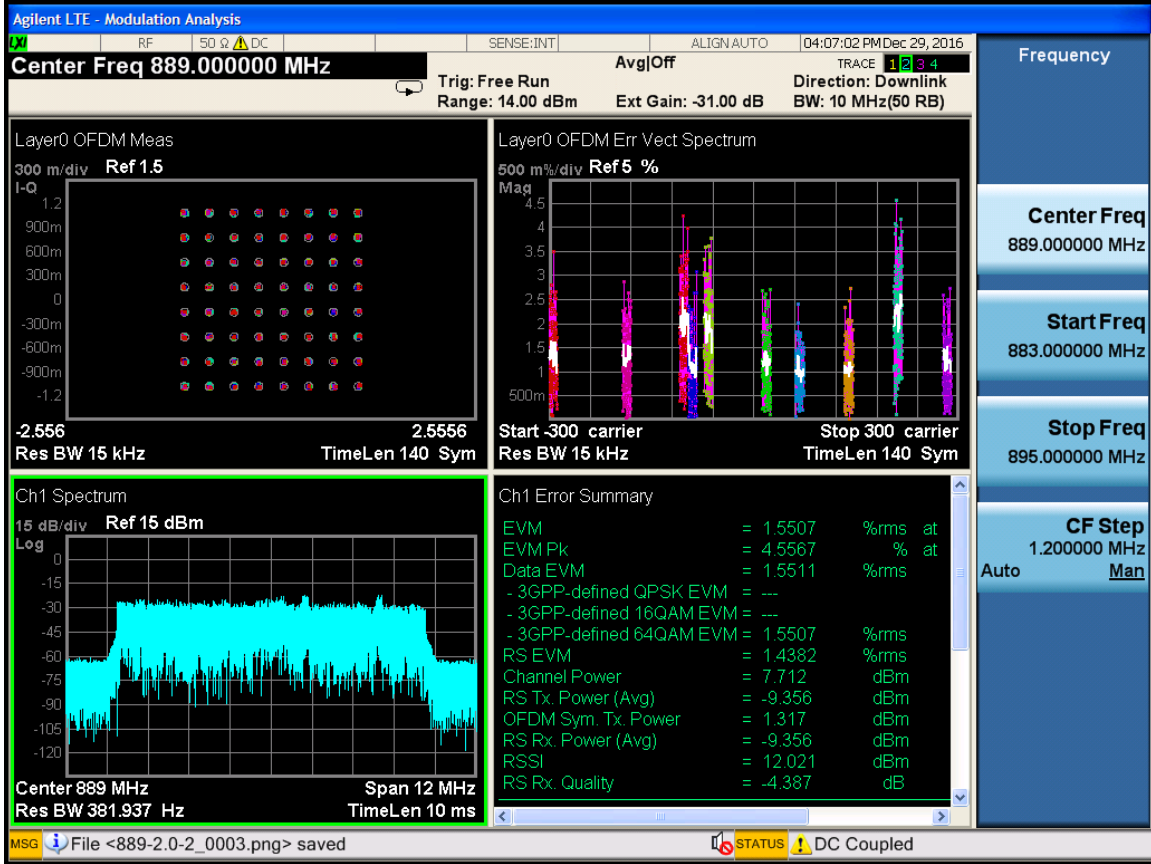 Agilent LTE - Modulation Analysis
LXI RF 50 Ω DC SENSE:INT ALIGN AUTO 04:07:02 PM Dec 29, 2016
Center Freq 889.000000 MHz
Avg|Off
TRACE 1 2 3 4
Trig: Free Run
Direction: Downlink
Range: 14.00 dBm Ext Gain: -31.00 dB BW: 10 MHz(50 RB)
Layer0 OFDM Meas
300 m/div Ref 1.5
I-Q
1.2
900m
600m
300m
0
-300m
-600m
-900m
-1.2
-2.556 2.5556
Res BW 15 kHz TimeLen 140 Sym
Layer0 OFDM Err Vect Spectrum
500 m%/div Ref 5 %
Mag
4.5
4
3.5
3
2.5
2
1.5
1
500m
Start -300 carrier Stop 300 carrier
Res BW 15 kHz TimeLen 140 Sym
Ch1 Spectrum
15 dB/div Ref 15 dBm
Log
0
-15
-30
-45
-60
-75
-90
-105
-120
Center 889 MHz Span 12 MHz
Res BW 381.937 Hz TimeLen 10 ms
Ch1 Error Summary
EVM = 1.5507 %rms at
EVM Pk = 4.5567 % at
Data EVM = 1.5511 %rms
- 3GPP-defined QPSK EVM = ---
- 3GPP-defined 16QAM EVM = ---
- 3GPP-defined 64QAM EVM = 1.5507 %rms
RS EVM = 1.4382 %rms
Channel Power = 7.712 dBm
RS Tx. Power (Avg) = -9.356 dBm
OFDM Sym. Tx. Power = 1.317 dBm
RS Rx. Power (Avg) = -9.356 dBm
RSSI = 12.021 dBm
RS Rx. Quality = -4.387 dB
Frequency
Center Freq
889.000000 MHz
Start Freq
883.000000 MHz
Stop Freq
895.000000 MHz
CF Step
1.200000 MHz
Auto Man
MSG File <889-2.0-2_0003.png> saved STATUS DC Coupled